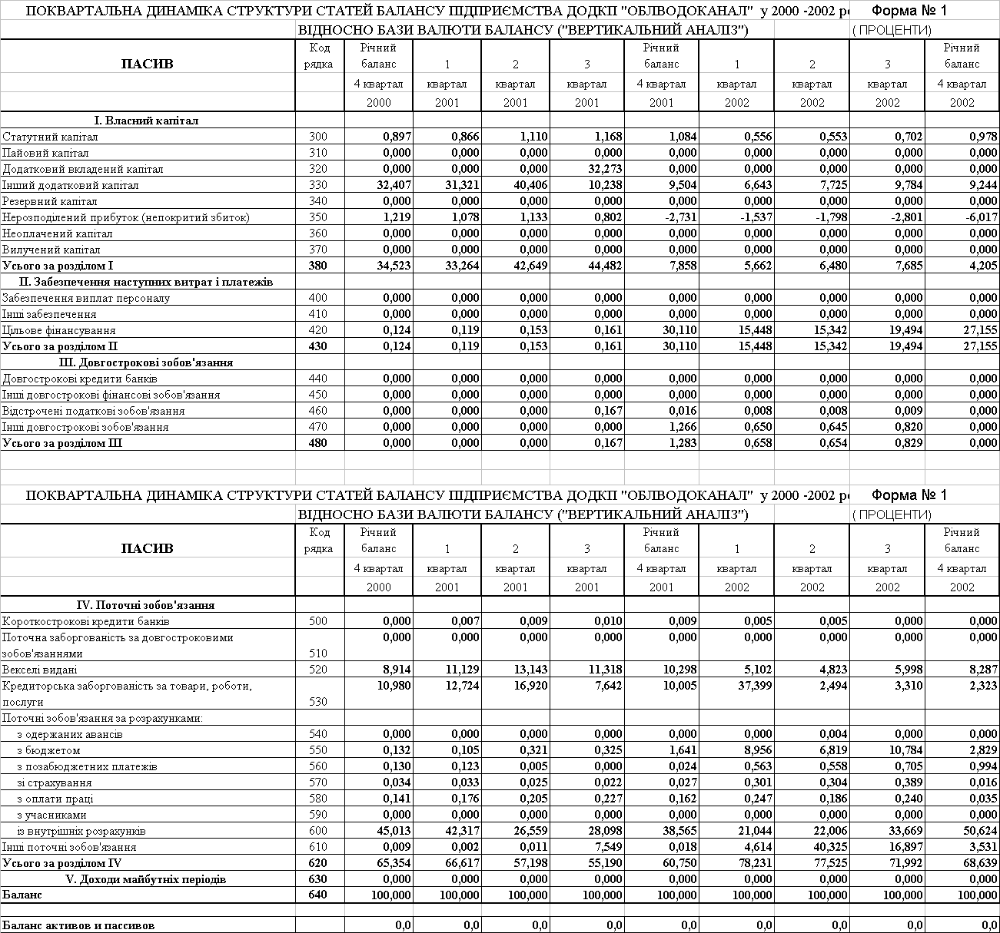 ПОКВАРТАЛЬНА ДИНАМІКА СТРУКТУРИ СТАТЕЙ БАЛАНСУ ПІДПРИЄМСТВА ДОДКП "ОБЛВОДОКАНАЛ" у 2000 -2002 Форма № 1
ВІДНОСНО БАЗИ ВАЛЮТИ БАЛАНСУ ("ВЕРТИКАЛЬНИЙ АНАЛІЗ") ( ПРОЦЕНТИ)
Код Річний Річний Річний
ПАСИВ рядка баланс 1 2 3 баланс 1 2 3 баланс
4 квартал квартал квартал квартал 4 квартал квартал квартал квартал 4 квартал
2000 2001 2001 2001 2001 2002 2002 2002 2002
І. Власний капітал
Статутний капітал 300 0,897 0,866 1,110 1,168 1,084 0,556 0,553 0,702 0,978
Пайовий капітал 310 0,000 0,000 0,000 0,000 0,000 0,000 0,000 0,000 0,000
Додатковий вкладений капітал 320 0,000 0,000 0,000 32,273 0,000 0,000 0,000 0,000 0,000
Інший додатковий капітал 330 32,407 31,321 40,406 10,238 9,504 6,643 7,725 9,784 9,244
Резервний капітал 340 0,000 0,000 0,000 0,000 0,000 0,000 0,000 0,000 0,000
Нерозподілений прибуток (непокритий збиток) 350 1,219 1,078 1,133 0,802 -2,731 -1,537 -1,798 -2,801 -6,017
Неоплачений капітал 360 0,000 0,000 0,000 0,000 0,000 0,000 0,000 0,000 0,000
Вилучений капітал 370 0,000 0,000 0,000 0,000 0,000 0,000 0,000 0,000 0,000
Усього за розділом І 380 34,523 33,264 42,649 44,482 7,858 5,662 6,480 7,685 4,205
ІІ. Забезпечення наступних витрат і платежів
Забезпечення виплат персоналу 400 0,000 0,000 0,000 0,000 0,000 0,000 0,000 0,000 0,000
Інші забезпечення 410 0,000 0,000 0,000 0,000 0,000 0,000 0,000 0,000 0,000
Цільове фінансування 420 0,124 0,119 0,153 0,161 30,110 15,448 15,342 19,494 27,155
Усього за розділом ІІ 430 0,124 0,119 0,153 0,161 30,110 15,448 15,342 19,494 27,155
ІІІ. Довгострокові зобов'язання
Довгострокові кредити банків 440 0,000 0,000 0,000 0,000 0,000 0,000 0,000 0,000 0,000
Інші довгострокові фінансові зобов'язання 450 0,000 0,000 0,000 0,000 0,000 0,000 0,000 0,000 0,000
Відстрочені податкові зобов'язання 460 0,000 0,000 0,000 0,167 0,016 0,008 0,008 0,009 0,000
Інші довгострокові зобов'язання 470 0,000 0,000 0,000 0,000 1,266 0,650 0,645 0,820 0,000
Усього за розділом ІІІ 480 0,000 0,000 0,000 0,167 1,283 0,658 0,654 0,829 0,000
ПОКВАРТАЛЬНА ДИНАМІКА СТРУКТУРИ СТАТЕЙ БАЛАНСУ ПІДПРИЄМСТВА ДОДКП "ОБЛВОДОКАНАЛ" у 2000 -2002 Форма № 1
ВІДНОСНО БАЗИ ВАЛЮТИ БАЛАНСУ ("ВЕРТИКАЛЬНИЙ АНАЛІЗ") ( ПРОЦЕНТИ)
Код Річний Річний Річний
ПАСИВ рядка баланс 1 2 3 баланс 1 2 3 баланс
4 квартал квартал квартал квартал 4 квартал квартал квартал квартал 4 квартал
2000 2001 2001 2001 2001 2002 2002 2002 2002
IV. Поточні зобов'язання
Короткострокові кредити банків 500 0,000 0,007 0,009 0,010 0,009 0,005 0,005 0,000 0,000
Поточна заборгованість за довгостроковими 0,000 0,000 0,000 0,000 0,000 0,000 0,000 0,000 0,000
зобов'язаннями 510
Векселі видані 520 8,914 11,129 13,143 11,318 10,298 5,102 4,823 5,998 8,287
Кредиторська заборгованість за товари, роботи, 10,980 12,724 16,920 7,642 10,005 37,399 2,494 3,310 2,323
послуги 530
Поточні зобов'язання за розрахунками:
з одержаних авансів 540 0,000 0,000 0,000 0,000 0,000 0,000 0,004 0,000 0,000
з бюджетом 550 0,132 0,105 0,321 0,325 1,641 8,956 6,819 10,784 2,829
з позабюджетних платежів 560 0,130 0,123 0,005 0,000 0,024 0,563 0,558 0,705 0,994
зі страхування 570 0,034 0,033 0,025 0,022 0,027 0,301 0,304 0,389 0,016
з оплати праці 580 0,141 0,176 0,205 0,227 0,162 0,247 0,186 0,240 0,035
з учасниками 590 0,000 0,000 0,000 0,000 0,000 0,000 0,000 0,000 0,000
із внутрішніх розрахунків 600 45,013 42,317 26,559 28,098 38,565 21,044 22,006 33,669 50,624
Інші поточні зобов'язання 610 0,009 0,002 0,011 7,549 0,018 4,614 40,325 16,897 3,531
Усього за розділом IV 620 65,354 66,617 57,198 55,190 60,750 78,231 77,525 71,992 68,639
V. Доходи майбутніх періодів 630 0,000 0,000 0,000 0,000 0,000 0,000 0,000 0,000 0,000
Баланс 640 100,000 100,000 100,000 100,000 100,000 100,000 100,000 100,000 100,000
Баланс активов и пассивов 0,0 0,0 0,0 0,0 0,0 0,0 0,0 0,0 0,0